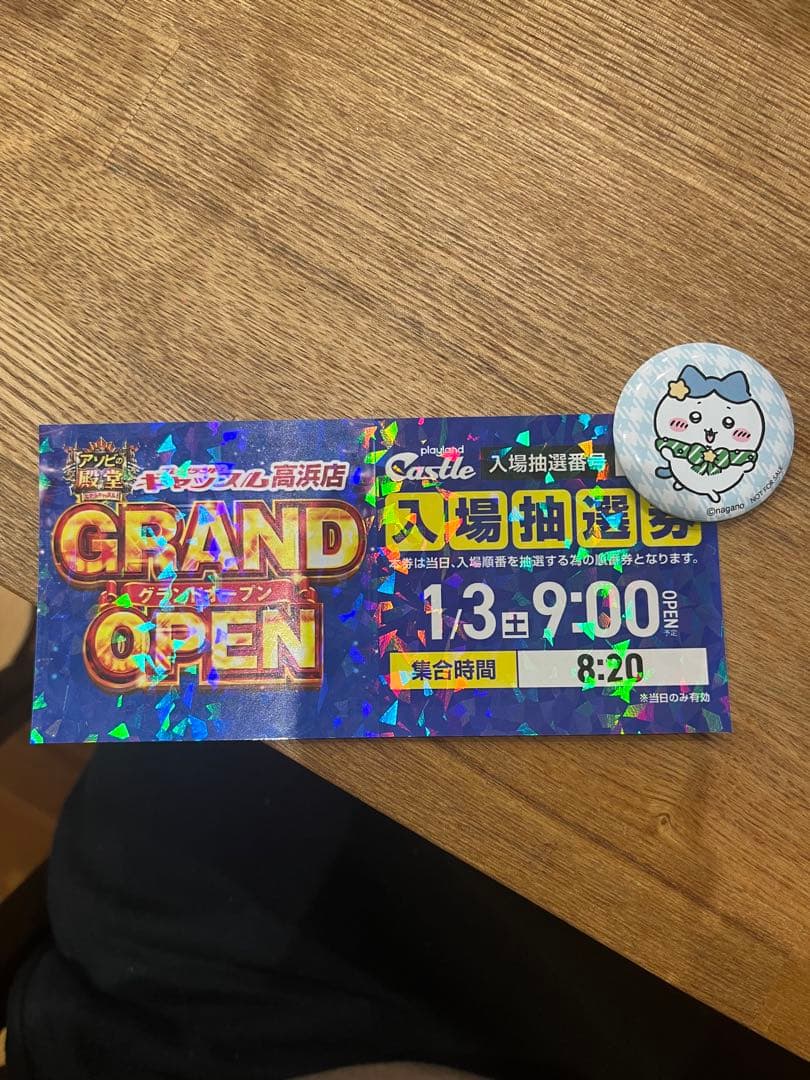 アソビの
殿堂
キャッスル高浜店
GRAND
グランドオープン
OPEN
playland
Castle
入場抽選番号
入場抽選券
本券は当日、入場順番を抽選する為の順番券となります。
1/3土9:00
OPEN
予定
集合時間
8:20
※当日のみ有効
©nagano NOT FOR SALE